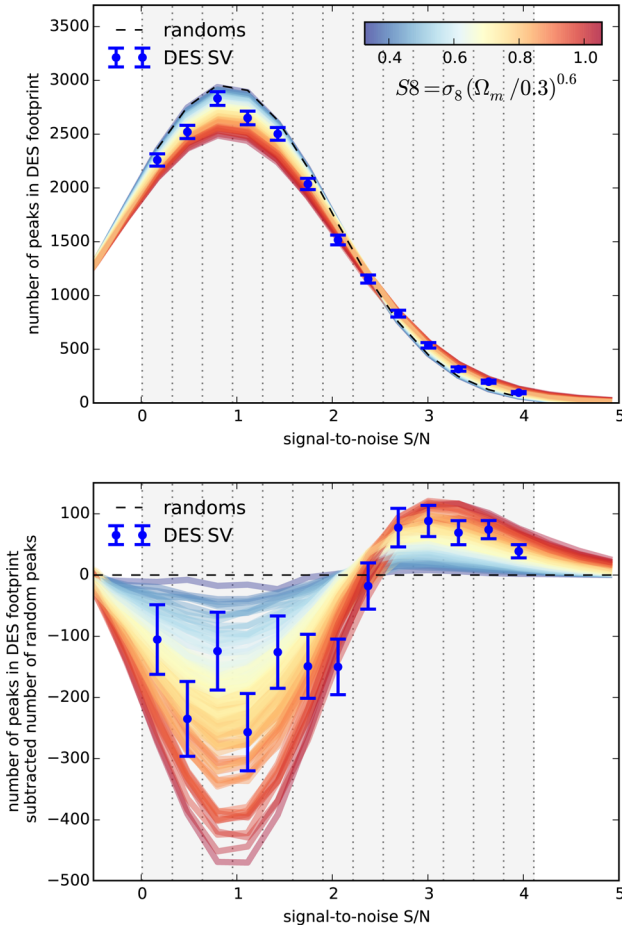 randoms
DES SV
0.4 0.6 0.8 1.0
S8=σ₈(Ωₘ/0.3)^0.6
3500
3000
2500
2000
1500
1000
500
0
number of peaks in DES footprint
0 1 2 3 4 5
signal-to-noise S/N
randoms
DES SV
100
0
−100
−200
−300
−400
−500
number of peaks in DES footprint
subtracted number of random peaks
0 1 2 3 4 5
signal-to-noise S/N